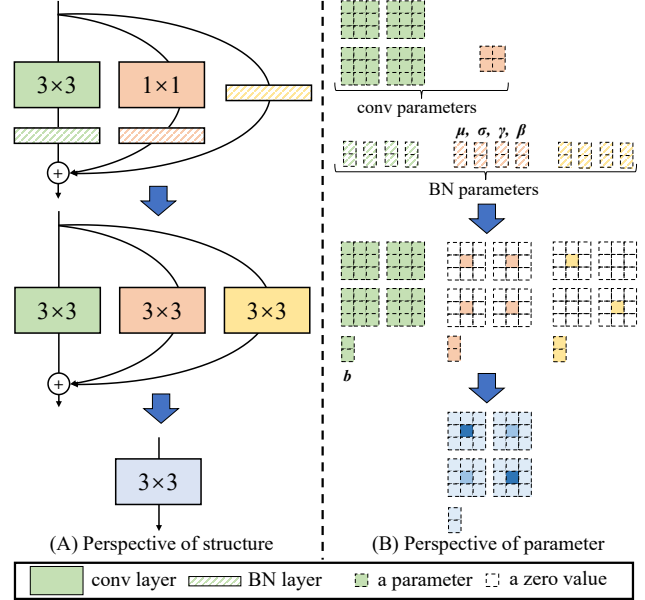 3×3
1×1
+
3×3
3×3
3×3
+
3×3
(A) Perspective of structure
conv parameters
μ, σ, γ, β
BN parameters
b
(B) Perspective of parameter
conv layer
BN layer
a parameter
a zero value